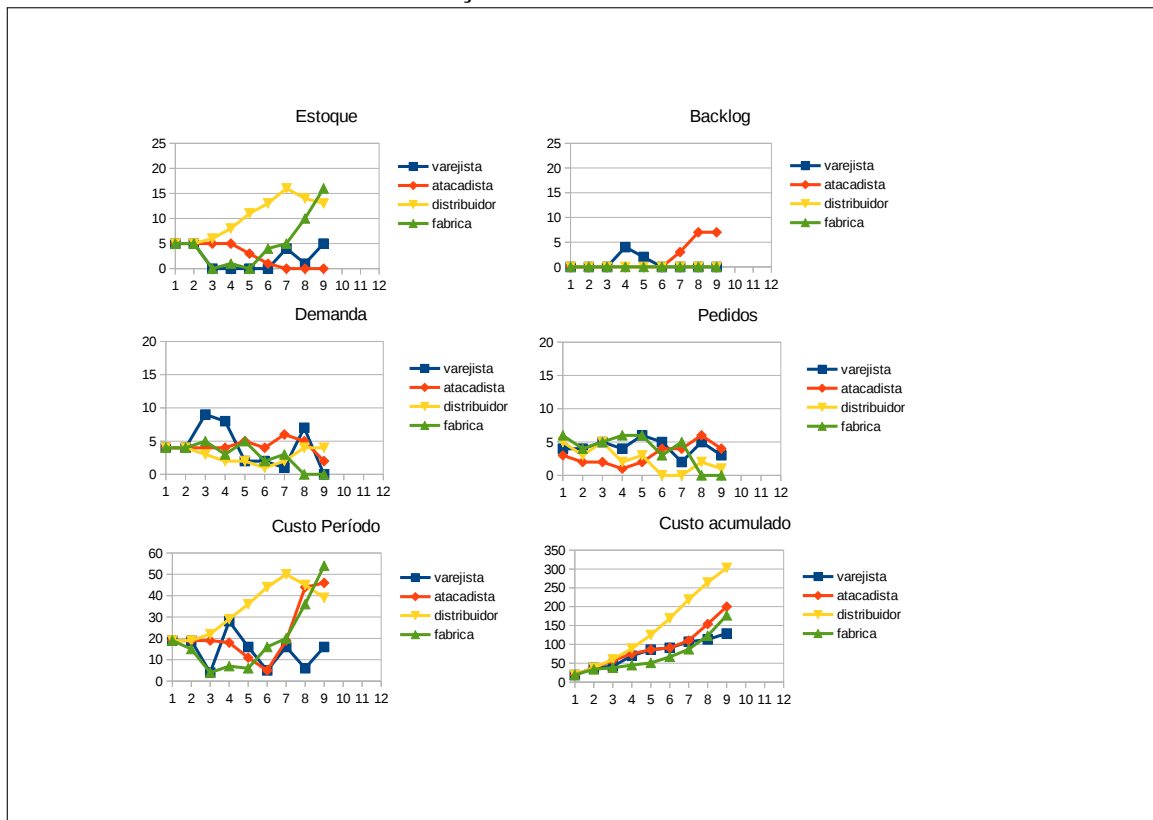 Estoque
25
20
15
10
5
0
1 2 3 4 5 6 7 8 9 10 11 12
varejista
atacadista
distribuidor
fabrica
Backlog
25
20
15
10
5
0
1 2 3 4 5 6 7 8 9 10 11 12
varejista
atacadista
distribuidor
fabrica
Demanda
20
15
10
5
0
1 2 3 4 5 6 7 8 9 10 11 12
varejista
atacadista
distribuidor
fabrica
Pedidos
20
15
10
5
0
1 2 3 4 5 6 7 8 9 10 11 12
varejista
atacadista
distribuidor
fabrica
Custo Período
60
50
40
30
20
10
0
1 2 3 4 5 6 7 8 9 10 11 12
varejista
atacadista
distribuidor
fabrica
Custo acumulado
350
300
250
200
150
100
50
0
1 2 3 4 5 6 7 8 9 10 11 12
varejista
atacadista
distribuidor
fabrica